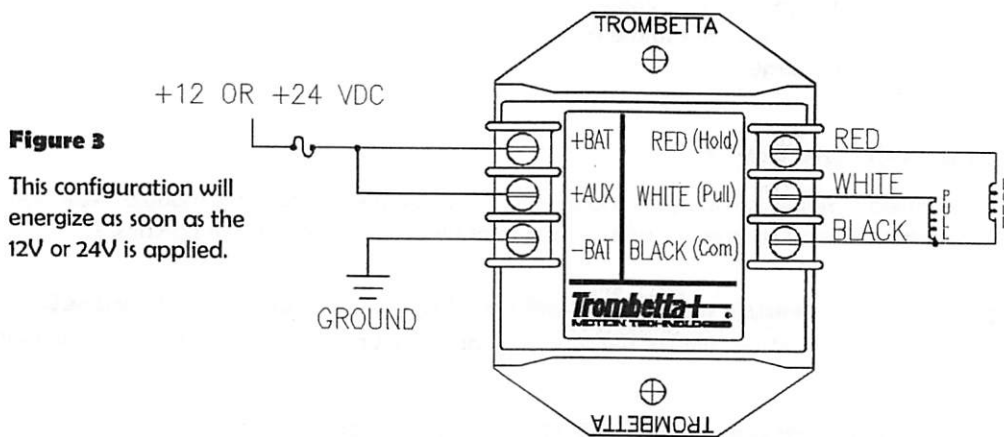 TROMBETTA
+12 OR +24 VDC
Figure 3
This configuration will
energize as soon as the
12V or 24V is applied.
+BAT
+AUX
-BAT
RED (Hold)
WHITE (Pull)
BLACK (Com)
RED
WHITE
BLACK
PULL
GROUND
Trombetta
MOTION TECHNOLOGIES
TROMBETTA